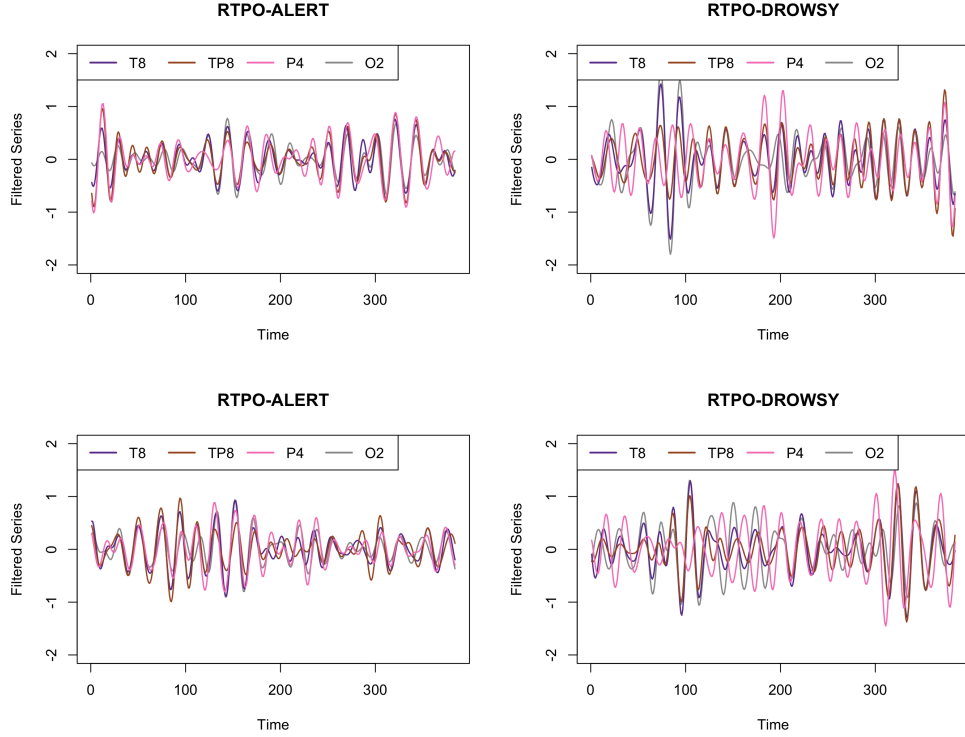 RTPO-ALERT
T8 TP8 P4 O2
2
1
0
-1
-2
Filtered Series
0 100 200 300
Time
RTPO-DROWSY
T8 TP8 P4 O2
2
1
0
-1
-2
Filtered Series
0 100 200 300
Time
RTPO-ALERT
T8 TP8 P4 O2
2
1
0
-1
-2
Filtered Series
0 100 200 300
Time
RTPO-DROWSY
T8 TP8 P4 O2
2
1
0
-1
-2
Filtered Series
0 100 200 300
Time